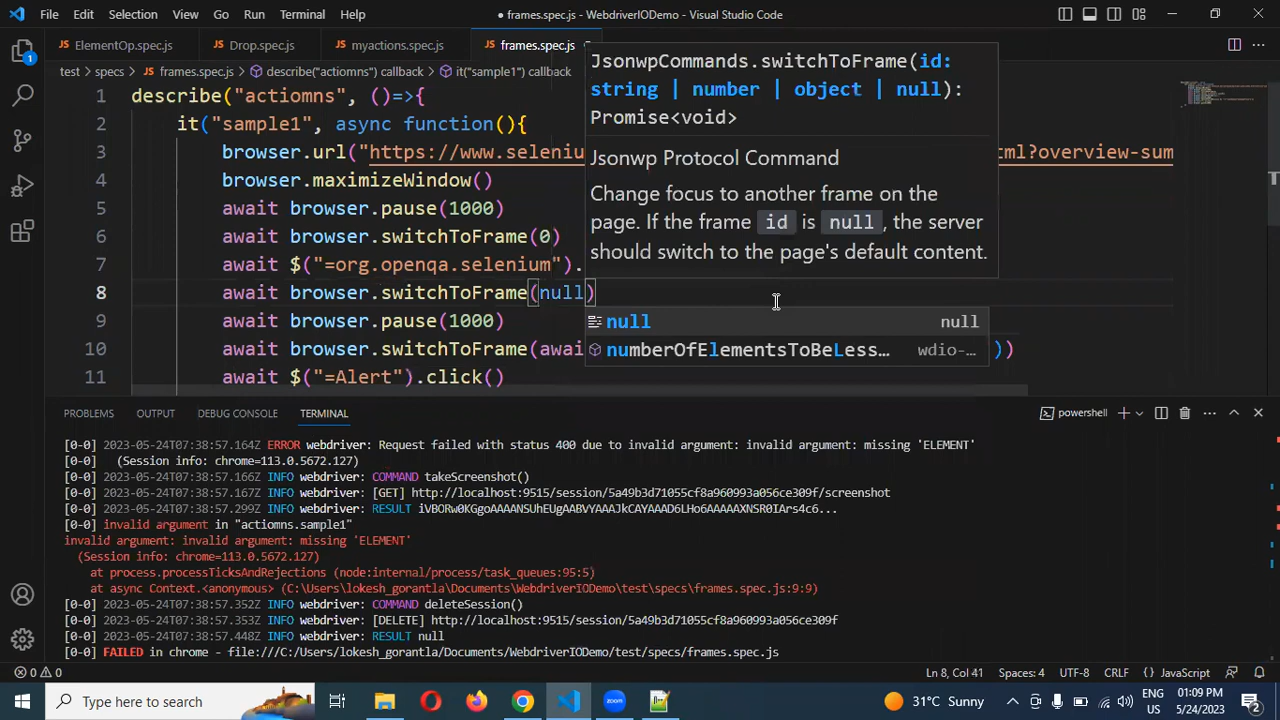 File Edit Selection View Go Run Terminal Help ● frames.spec.js - WebdriverIODemo - Visual Studio Code
ElementOp.spec.js Drop.spec.js myactions.spec.js frames.spec.js
test > specs > frames.spec.js > describe("actiomns") callback > it("sample1") callback
1 describe("actiomns", ()=>{
2 it("sample1", async function(){
3 browser.url("https://www.seleniu ml?overview-sum
4 browser.maximizeWindow()
5 await browser.pause(1000)
6 await browser.switchToFrame(0)
7 await $("=org.openqa.selenium").
8 await browser.switchToFrame(null)
9 await browser.pause(1000)
10 await browser.switchToFrame(awai ))
11 await $("=Alert").click()
JsonwpCommands.switchToFrame(id:
string | number | object | null):
Promise<void>
Jsonwp Protocol Command
Change focus to another frame on the
page. If the frame id is null, the server
should switch to the page's default content.
null null
numberOfElementsToBeLess... wdio-...
PROBLEMS OUTPUT DEBUG CONSOLE TERMINAL powershell
[0-0] 2023-05-24T07:38:57.164Z ERROR webdriver: Request failed with status 400 due to invalid argument: invalid argument: missing 'ELEMENT'
[0-0] (Session info: chrome=113.0.5672.127)
[0-0] 2023-05-24T07:38:57.166Z INFO webdriver: COMMAND takeScreenshot()
[0-0] 2023-05-24T07:38:57.167Z INFO webdriver: [GET] http://localhost:9515/session/5a49b3d71055cf8a960993a056ce309f/screenshot
[0-0] 2023-05-24T07:38:57.299Z INFO webdriver: RESULT iVBORw0KGgoAAAANSUhEUgAABVYAAAJkCAYAAAD6LHo6AAAAAXNSR0IArs4c6...
[0-0] invalid argument in "actiomns.sample1"
invalid argument: invalid argument: missing 'ELEMENT'
(Session info: chrome=113.0.5672.127)
at process.processTicksAndRejections (node:internal/process/task_queues:95:5)
at async Context.<anonymous> (C:\Users\lokesh_gorantla\Documents\WebdriverIODemo\test\specs\frames.spec.js:9:9)
[0-0] 2023-05-24T07:38:57.352Z INFO webdriver: COMMAND deleteSession()
[0-0] 2023-05-24T07:38:57.352Z INFO webdriver: [DELETE] http://localhost:9515/session/5a49b3d71055cf8a960993a056ce309f
[0-0] 2023-05-24T07:38:57.448Z INFO webdriver: RESULT null
[0-0] FAILED in chrome - file:///C:/Users/lokesh_gorantla/Documents/WebdriverIODemo/test/specs/frames.spec.js
0 0 Ln 8, Col 41 Spaces: 4 UTF-8 CRLF {} JavaScript
Type here to search 31°C Sunny ENG US 01:09 PM 5/24/2023 2